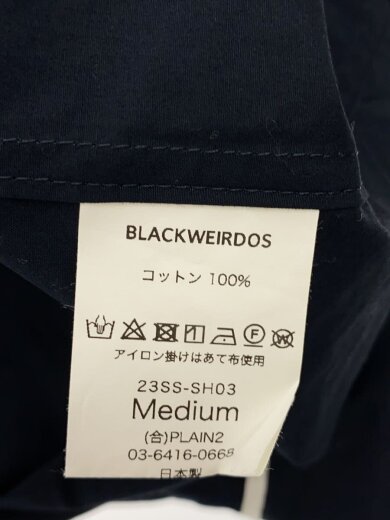 BLACKWEIRDOS
コットン 100%
アイロン掛けはあて布使用
23SS-SH03
Medium
(合)PLAIN2
03-6416-0668
日本製